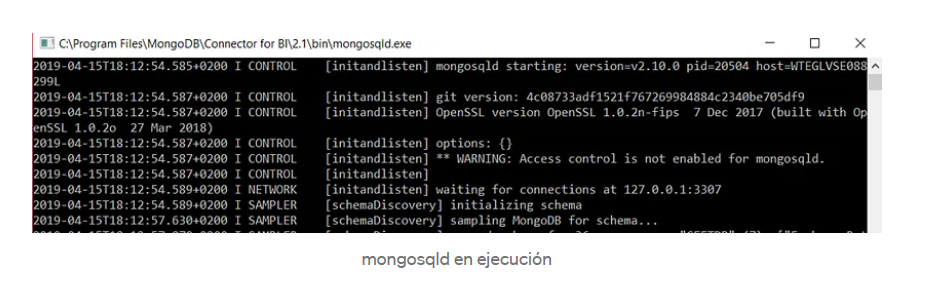 C:\Program Files\MongoDB\Connector for BI\2.1\bin\mongosqld.exe
2019-04-15T18:12:54.585+0200 I CONTROL    [initandlisten] mongosqld starting: version=v2.10.0 pid=20504 host=WTEGLVSE088
299L
2019-04-15T18:12:54.587+0200 I CONTROL    [initandlisten] git version: 4c08733adf1521f767269984884c2340be705df9
2019-04-15T18:12:54.587+0200 I CONTROL    [initandlisten] OpenSSL version OpenSSL 1.0.2n-fips  7 Dec 2017 (built with Op
enSSL 1.0.2o  27 Mar 2018)
2019-04-15T18:12:54.587+0200 I CONTROL    [initandlisten] options: {}
2019-04-15T18:12:54.587+0200 I CONTROL    [initandlisten] ** WARNING: Access control is not enabled for mongosqld.
2019-04-15T18:12:54.587+0200 I CONTROL    [initandlisten]
2019-04-15T18:12:54.589+0200 I NETWORK    [initandlisten] waiting for connections at 127.0.0.1:3307
2019-04-15T18:12:54.589+0200 I SAMPLER    [schemaDiscovery] initializing schema
2019-04-15T18:12:57.630+0200 I SAMPLER    [schemaDiscovery] sampling MongoDB for schema...
mongosqld en ejecución